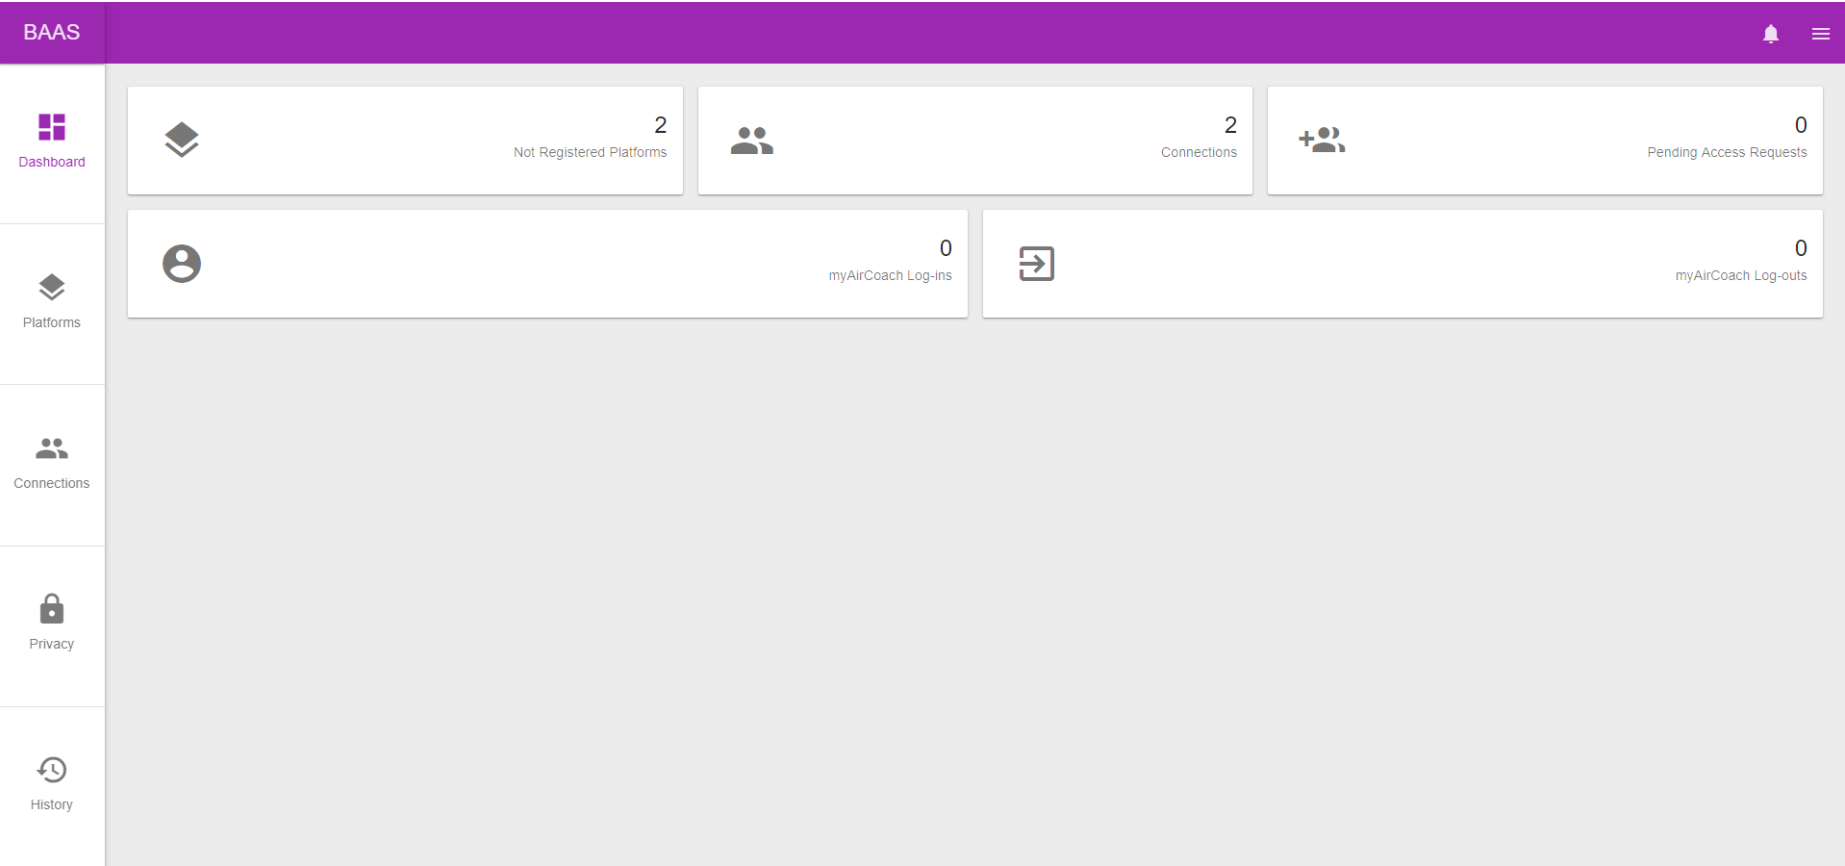 BAAS
Dashboard
Platforms
Connections
Privacy
History
2
Not Registered Platforms
2
Connections
0
Pending Access Requests
0
myAirCoach Log-ins
0
myAirCoach Log-outs